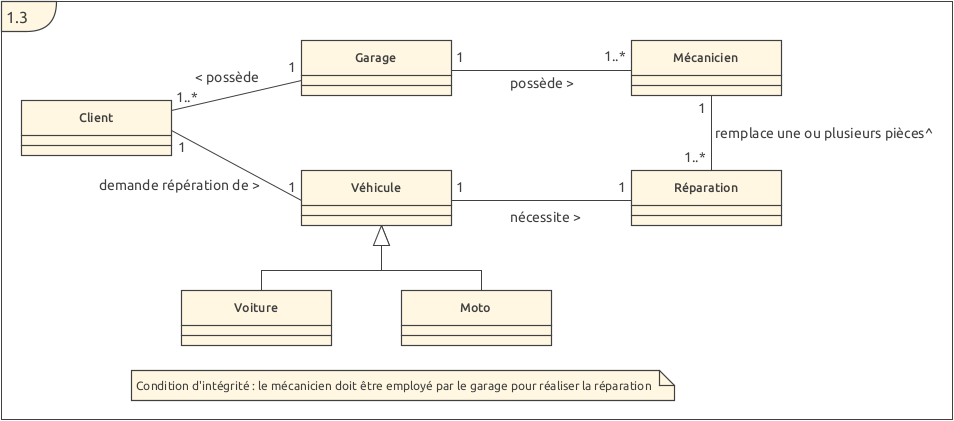 1.3
Garage
1
1..*
Mécanicien
< possède
1
possède >
1..*
Client
1
remplace une ou plusieurs pièces^
1
1..*
demande répération de >
1
Véhicule
1
1
Réparation
nécessite >
Voiture
Moto
Condition d'intégrité : le mécanicien doit être employé par le garage pour réaliser la réparation